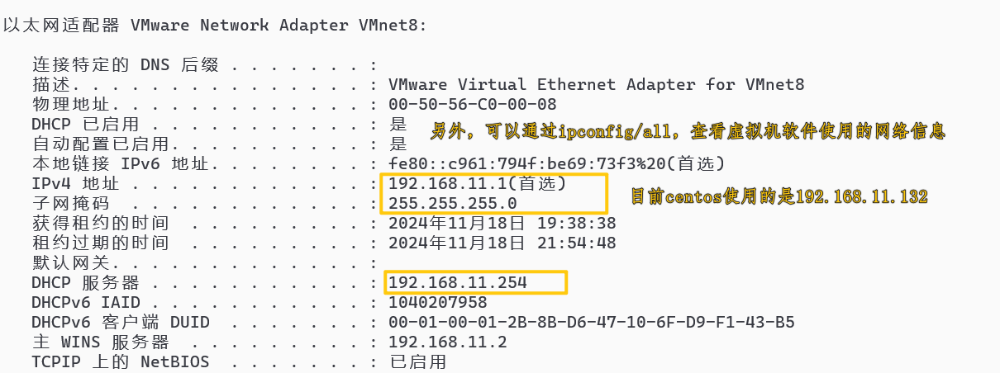 以太网适配器 VMware Network Adapter VMnet8:
连接特定的 DNS 后缀 . . . . . . . :
描述. . . . . . . . . . . . . . . : VMware Virtual Ethernet Adapter for VMnet8
物理地址. . . . . . . . . . . . . : 00-50-56-C0-00-08
DHCP 已启用 . . . . . . . . . . . : 是
另外，可以通过ipconfig/all，查看虚拟机软件使用的网络信息
自动配置已启用. . . . . . . . . . : 是
本地链接 IPv6 地址. . . . . . . . : fe80::c961:794f:be69:73f3%20(首选)
IPv4 地址 . . . . . . . . . . . . : 192.168.11.1(首选)
目前centos使用的是192.168.11.132
子网掩码  . . . . . . . . . . . . : 255.255.255.0
获得租约的时间  . . . . . . . . . : 2024年11月18日 19:38:38
租约过期的时间  . . . . . . . . . : 2024年11月18日 21:54:48
默认网关. . . . . . . . . . . . . :
DHCP 服务器 . . . . . . . . . . . : 192.168.11.254
DHCPv6 IAID . . . . . . . . . . . : 1040207958
DHCPv6 客户端 DUID  . . . . . . . : 00-01-00-01-2B-8B-D6-47-10-6F-D9-F1-43-B5
主 WINS 服务器  . . . . . . . . . : 192.168.11.2
TCPIP 上的 NetBIOS  . . . . . . . : 已启用